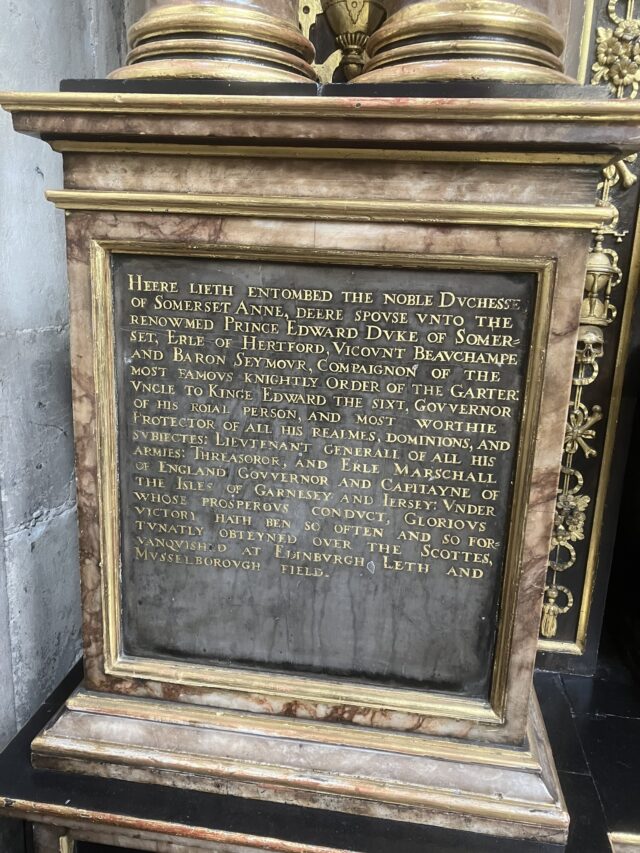 HEERE LIETH ENTOMBED THE NOBLE DVCHESSE
OF SOMERSET ANNE, DEERE SPOVSE VNTO THE
RENOWMED PRINCE EDWARD DVKE OF SOMER=
SET, ERLE OF HERTFORD, VICOVNT BEAVCHAMPE
AND BARON SEYMOVR, COMPAIGNON OF THE
MOST FAMOVS KNIGHTLY ORDER OF THE GARTER:
VNCLE TO KINGE EDWARD THE SIXT, GOVVERNOR
OF HIS ROIAL PERSON, AND MOST WORTHIE
PROTECTOR OF ALL HIS REALMES, DOMINIONS, AND
SVBIECTES: LIEVTENANT GENERALL OF ALL HIS
ARMIES: THREASOROR, AND ERLE MARSCHALL
OF ENGLAND GOVVERNOR AND CAPITAYNE OF
THE ISLES OF GARNESEY AND IERSEY: VNDER
WHOSE PROSPEROVS CONDVCT, GLORIOVS
VICTORY HATH BEN SO OFTEN AND SO FOR=
TVNATLY OBTEYNED OVER THE SCOTTES,
VANQVISHED AT EDINBVRGH, LETH AND
MVSSELBOROVGH FIELD.